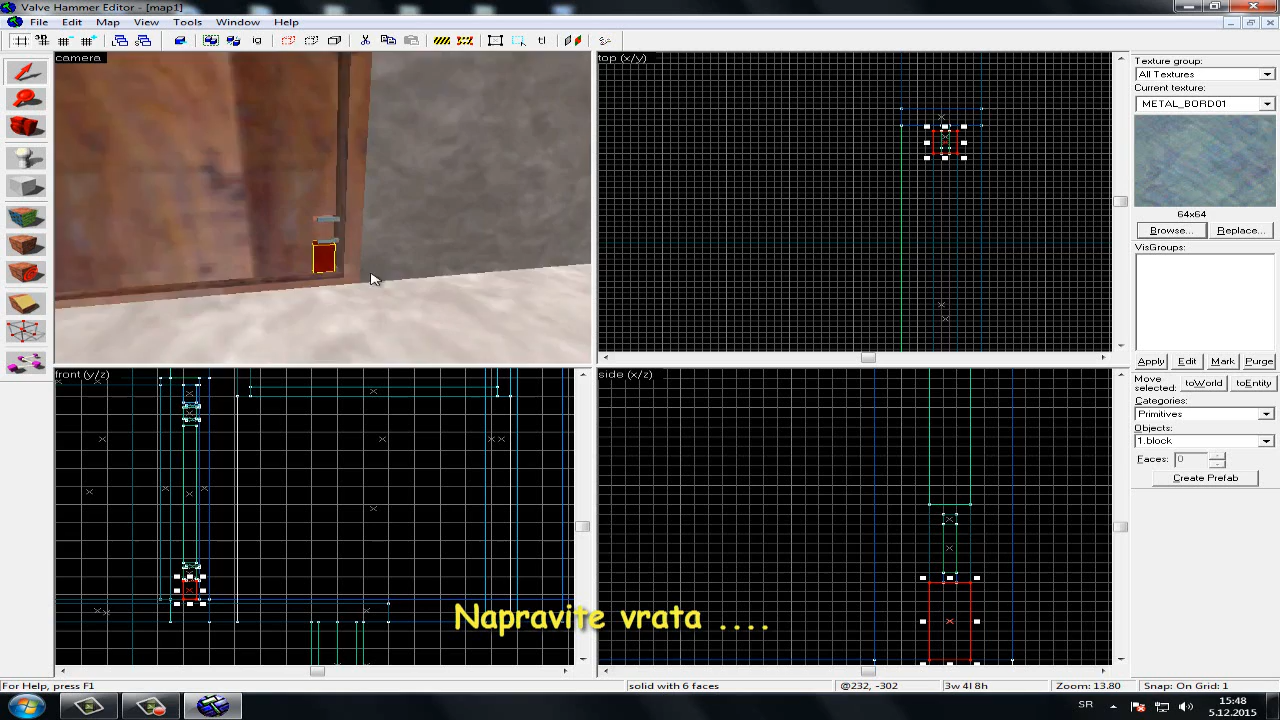 Valve Hammer Editor - [map1]
File Edit Map View Tools Window Help
camera
top (x/y)
front (y/z)
side (x/z)
Texture group:
All Textures
Current texture:
METAL_BORD01
64x64
Browse... Replace...
VisGroups:
Apply Edit Mark Purge
Move
selected: toWorld toEntity
Categories:
Primitives
Objects:
1.block
Faces: 0
Create Prefab
Napravite vrata ....
For Help, press F1 solid with 6 faces @232, -302 3w 4l 8h Zoom: 13.80 Snap: On Grid: 1
SR 15:48
5.12.2015